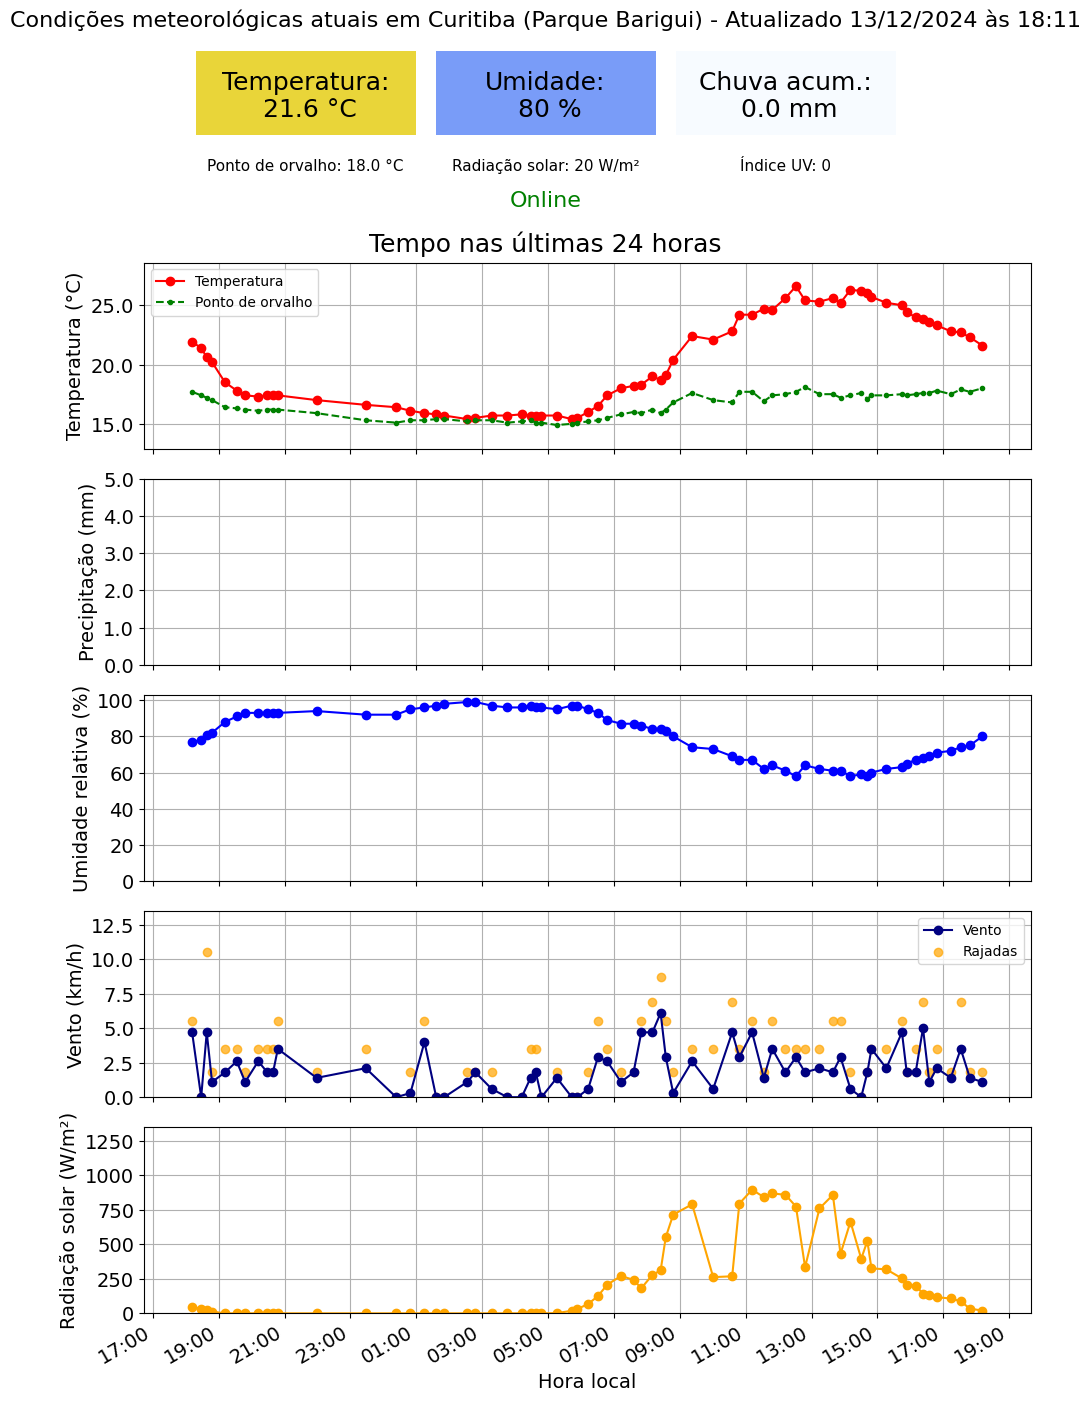 Condições meteorológicas atuais em Curitiba (Parque Barigui) - Atualizado 13/12/2024 às 18:11
Temperatura:
21.6 °C
Umidade:
80 %
Chuva acum.:
0.0 mm
Ponto de orvalho: 18.0 °C
Radiação solar: 20 W/m²
Índice UV: 0
Online
Tempo nas últimas 24 horas
Temperatura (°C)
25.0
20.0
15.0
Temperatura
Ponto de orvalho
Precipitação (mm)
5.0
4.0
3.0
2.0
1.0
0.0
Umidade relativa (%)
100
80
60
40
20
0
Vento (km/h)
12.5
10.0
7.5
5.0
2.5
0.0
Vento
Rajadas
Radiação solar (W/m²)
1250
1000
750
500
250
0
17:00
19:00
21:00
23:00
01:00
03:00
05:00
07:00
09:00
11:00
13:00
15:00
17:00
19:00
Hora local